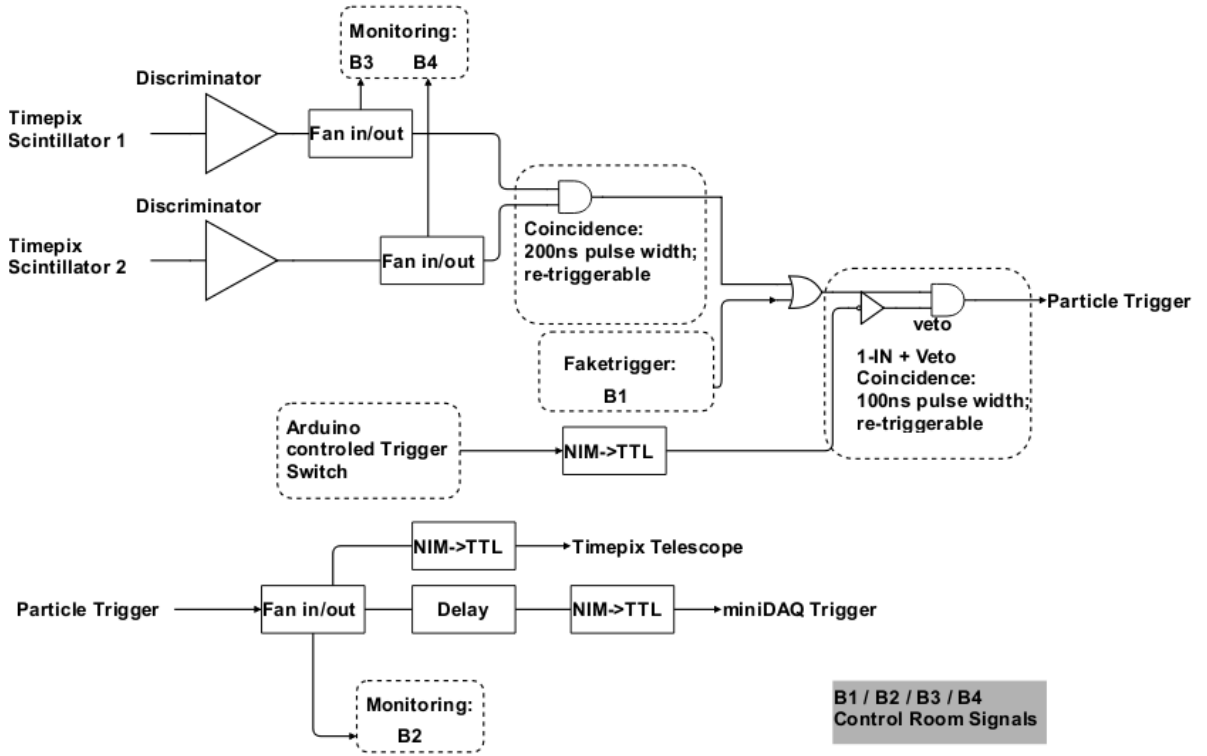 Monitoring:
B3 B4
Discriminator
Timepix
Scintillator 1
Fan in/out
Discriminator
Timepix
Scintillator 2
Fan in/out
Coincidence:
200ns pulse width;
re-triggerable
Particle Trigger
veto
1-IN + Veto
Coincidence:
100ns pulse width;
re-triggerable
Faketrigger:
B1
Arduino
controled Trigger
Switch
NIM->TTL
NIM->TTL
Timepix Telescope
Particle Trigger
Fan in/out
Delay
NIM->TTL
miniDAQ Trigger
Monitoring:
B2
B1 / B2 / B3 / B4
Control Room Signals